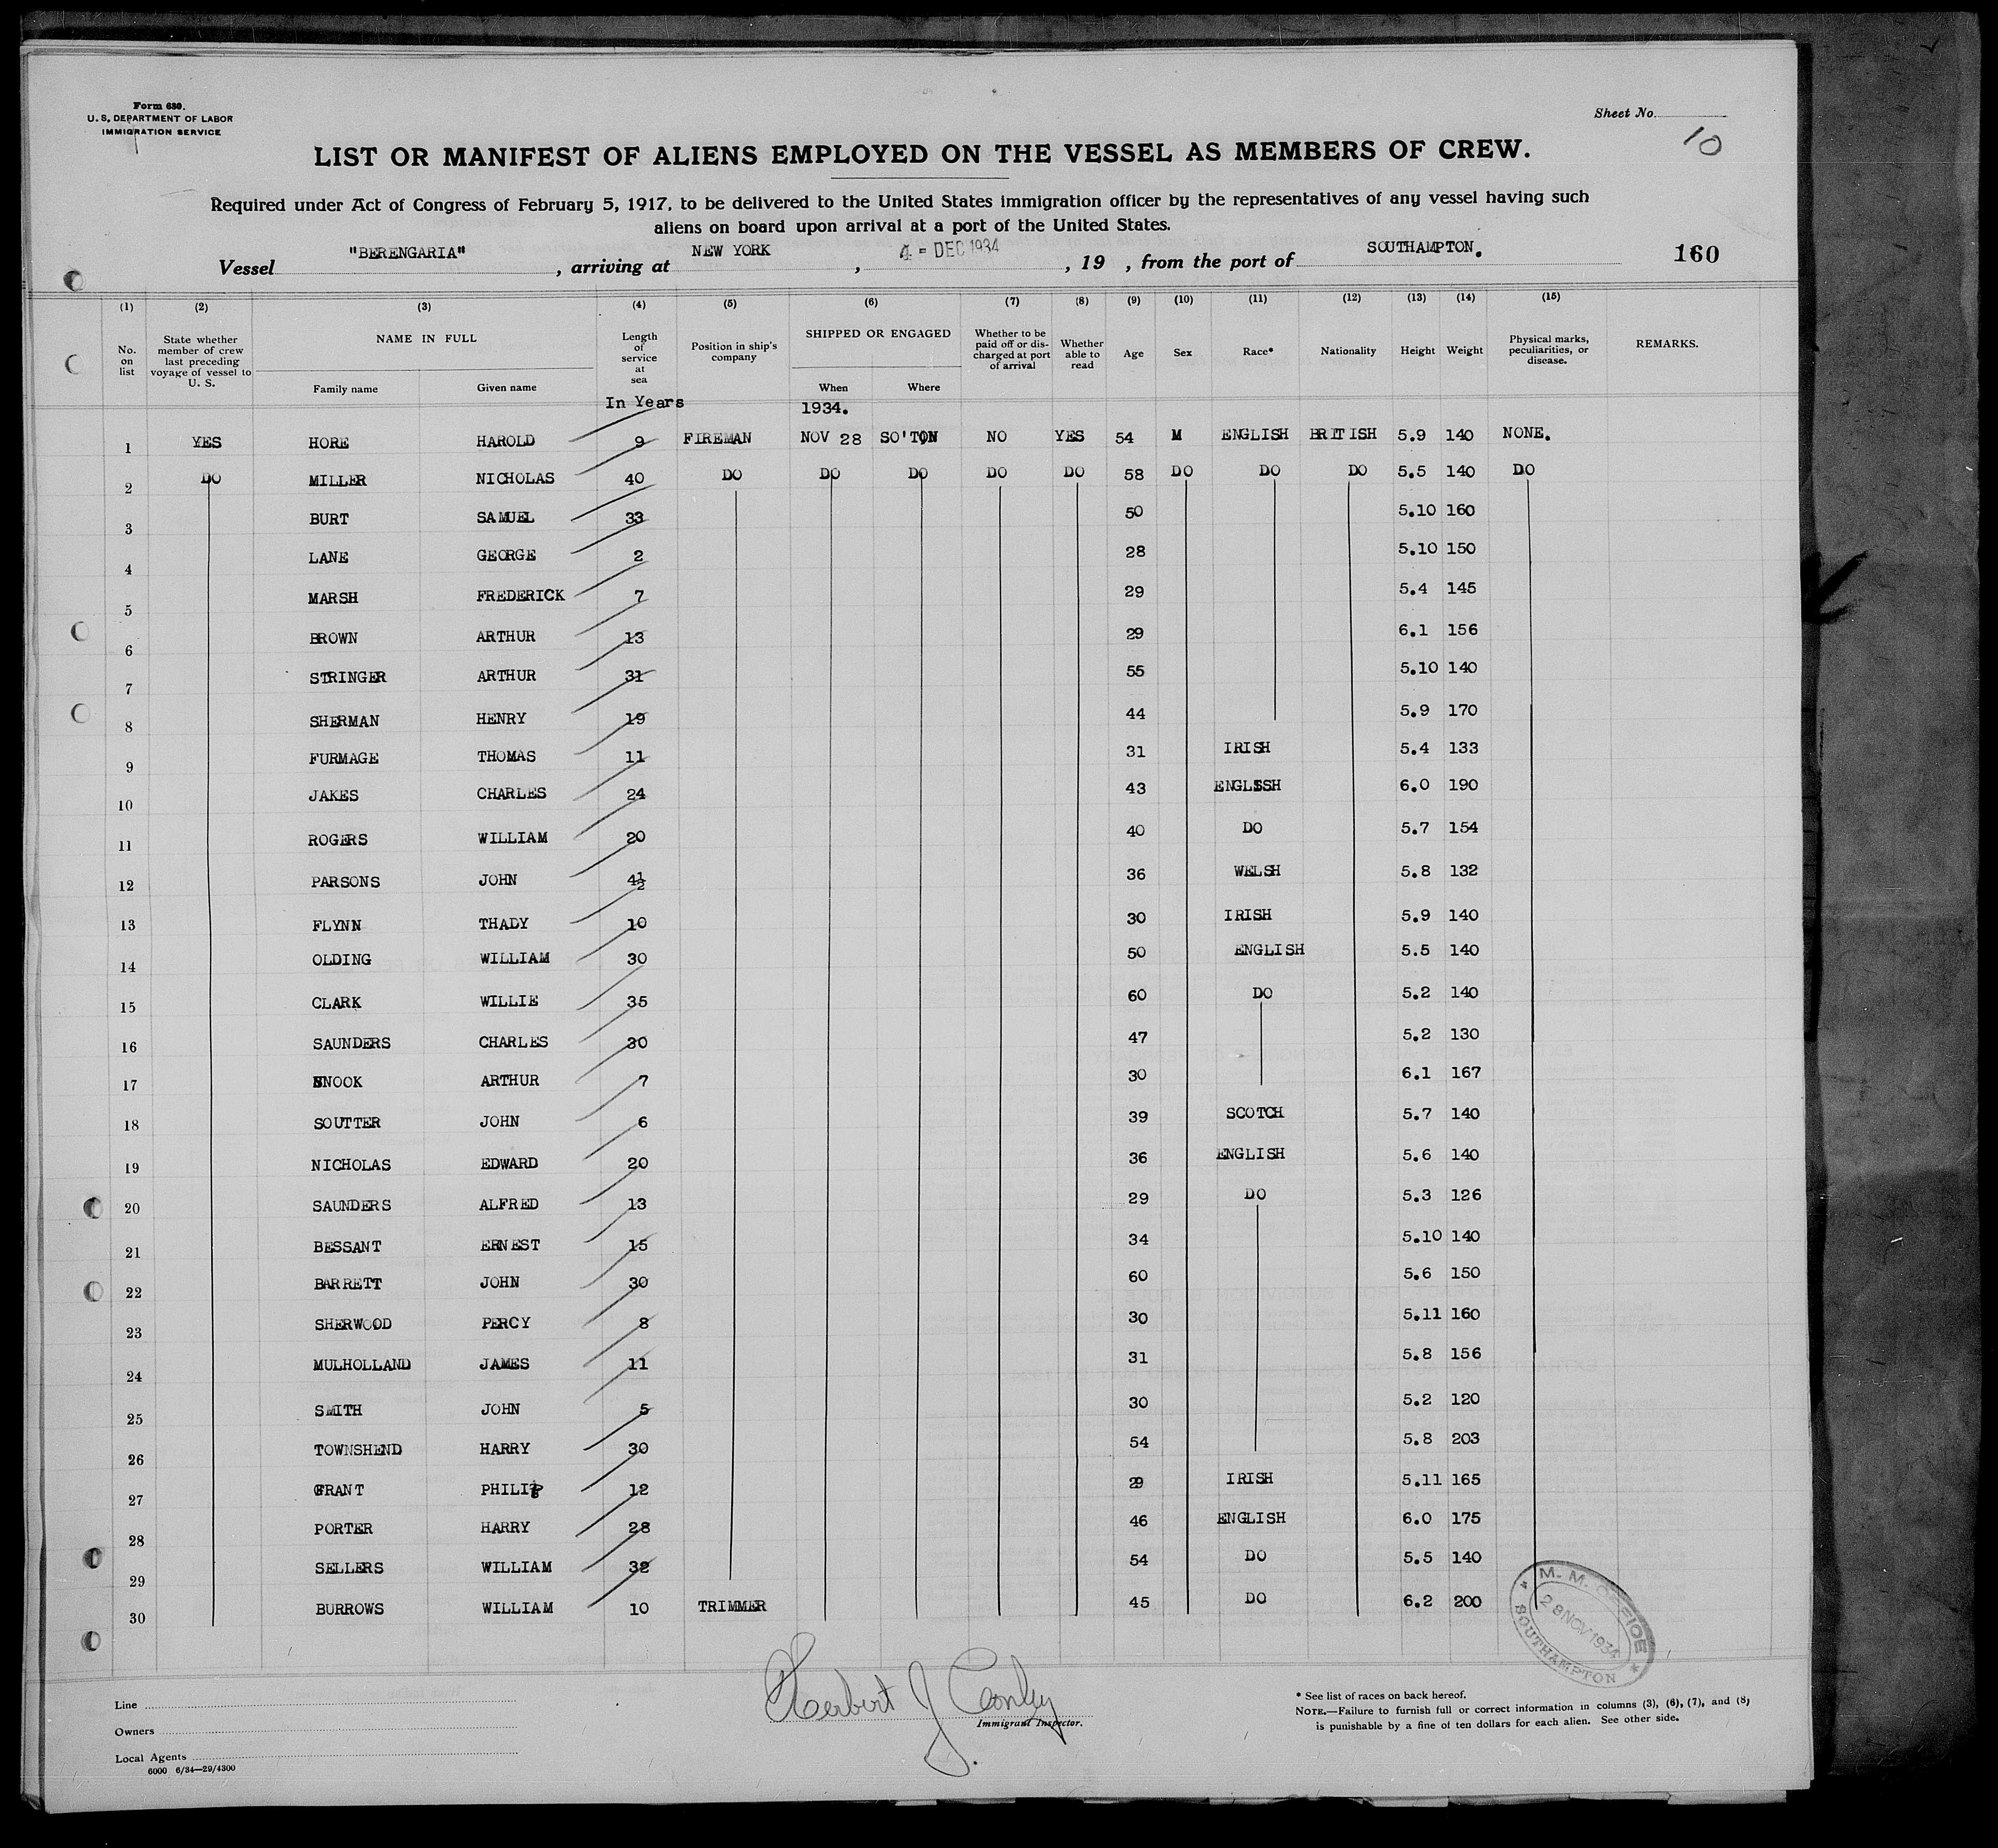 Form 680.
U. S. DEPARTMENT OF LABOR
IMMIGRATION SERVICE
Sheet No.
10
LIST OR MANIFEST OF ALIENS EMPLOYED ON THE VESSEL AS MEMBERS OF CREW.
Required under Act of Congress of February 5, 1917, to be delivered to the United States immigration officer by the representatives of any vessel having such
aliens on board upon arrival at a port of the United States.
Vessel "BERENGARIA" , arriving at NEW YORK , 4 - DEC 1934 , 19 , from the port of SOUTHAMPTON. 160
(1) (2) (3) (4) (5) (6) (7) (8) (9) (10) (11) (12) (13) (14) (15)
No. on list State whether member of crew last preceding voyage of vessel to U. S. NAME IN FULL Length of service at sea Position in ship's company SHIPPED OR ENGAGED Whether to be paid off or discharged at port of arrival Whether able to read Age Sex Race* Nationality Height Weight Physical marks, peculiarities, or disease. REMARKS.
Family name Given name When Where
In Years 1934.
1 YES HORE HAROLD 9 FIREMAN NOV 28 SO'TON NO YES 54 M ENGLISH BRITISH 5.9 140 NONE.
2 DO MILLER NICHOLAS 40 DO DO DO DO DO 58 DO DO DO 5.5 140 DO
3 BURT SAMUEL 33 50 5.10 160
4 LANE GEORGE 2 28 5.10 150
5 MARSH FREDERICK 7 29 5.4 145
6 BROWN ARTHUR 13 29 6.1 156
7 STRINGER ARTHUR 31 55 5.10 140
8 SHERMAN HENRY 19 44 5.9 170
9 FURMAGE THOMAS 11 31 IRISH 5.4 133
10 JAKES CHARLES 24 43 ENGLSSH 6.0 190
11 ROGERS WILLIAM 20 40 DO 5.7 154
12 PARSONS JOHN 4½ 36 WELSH 5.8 132
13 FLYNN THADY 10 30 IRISH 5.9 140
14 OLDING WILLIAM 30 50 ENGLISH 5.5 140
15 CLARK WILLIE 35 60 DO 5.2 140
16 SAUNDERS CHARLES 30 47 5.2 130
17 SNOOK ARTHUR 7 30 6.1 167
18 SOUTTER JOHN 6 39 SCOTCH 5.7 140
19 NICHOLAS EDWARD 20 36 ENGLISH 5.6 140
20 SAUNDERS ALFRED 13 29 DO 5.3 126
21 BESSANT ERNEST 15 34 5.10 140
22 BARRETT JOHN 30 60 5.6 150
23 SHERWOOD PERCY 8 30 5.11 160
24 MULHOLLAND JAMES 11 31 5.8 156
25 SMITH JOHN 5 30 5.2 120
26 TOWNSHEND HARRY 30 54 5.8 203
27 GRANT PHILIP 12 29 IRISH 5.11 165
28 PORTER HARRY 28 46 ENGLISH 6.0 175
29 SELLERS WILLIAM 32 54 DO 5.5 140
30 BURROWS WILLIAM 10 TRIMMER 45 DO 6.2 200
M. M. OFFICE
28 NOV 1934
SOUTHAMPTON
Line
Owners
Local Agents
6000 6/34—29/4300
Herbert J. Conley
Immigrant Inspector.
* See list of races on back hereof.
NOTE.—Failure to furnish full or correct information in columns (3), (6), (7), and (8)
is punishable by a fine of ten dollars for each alien. See other side.